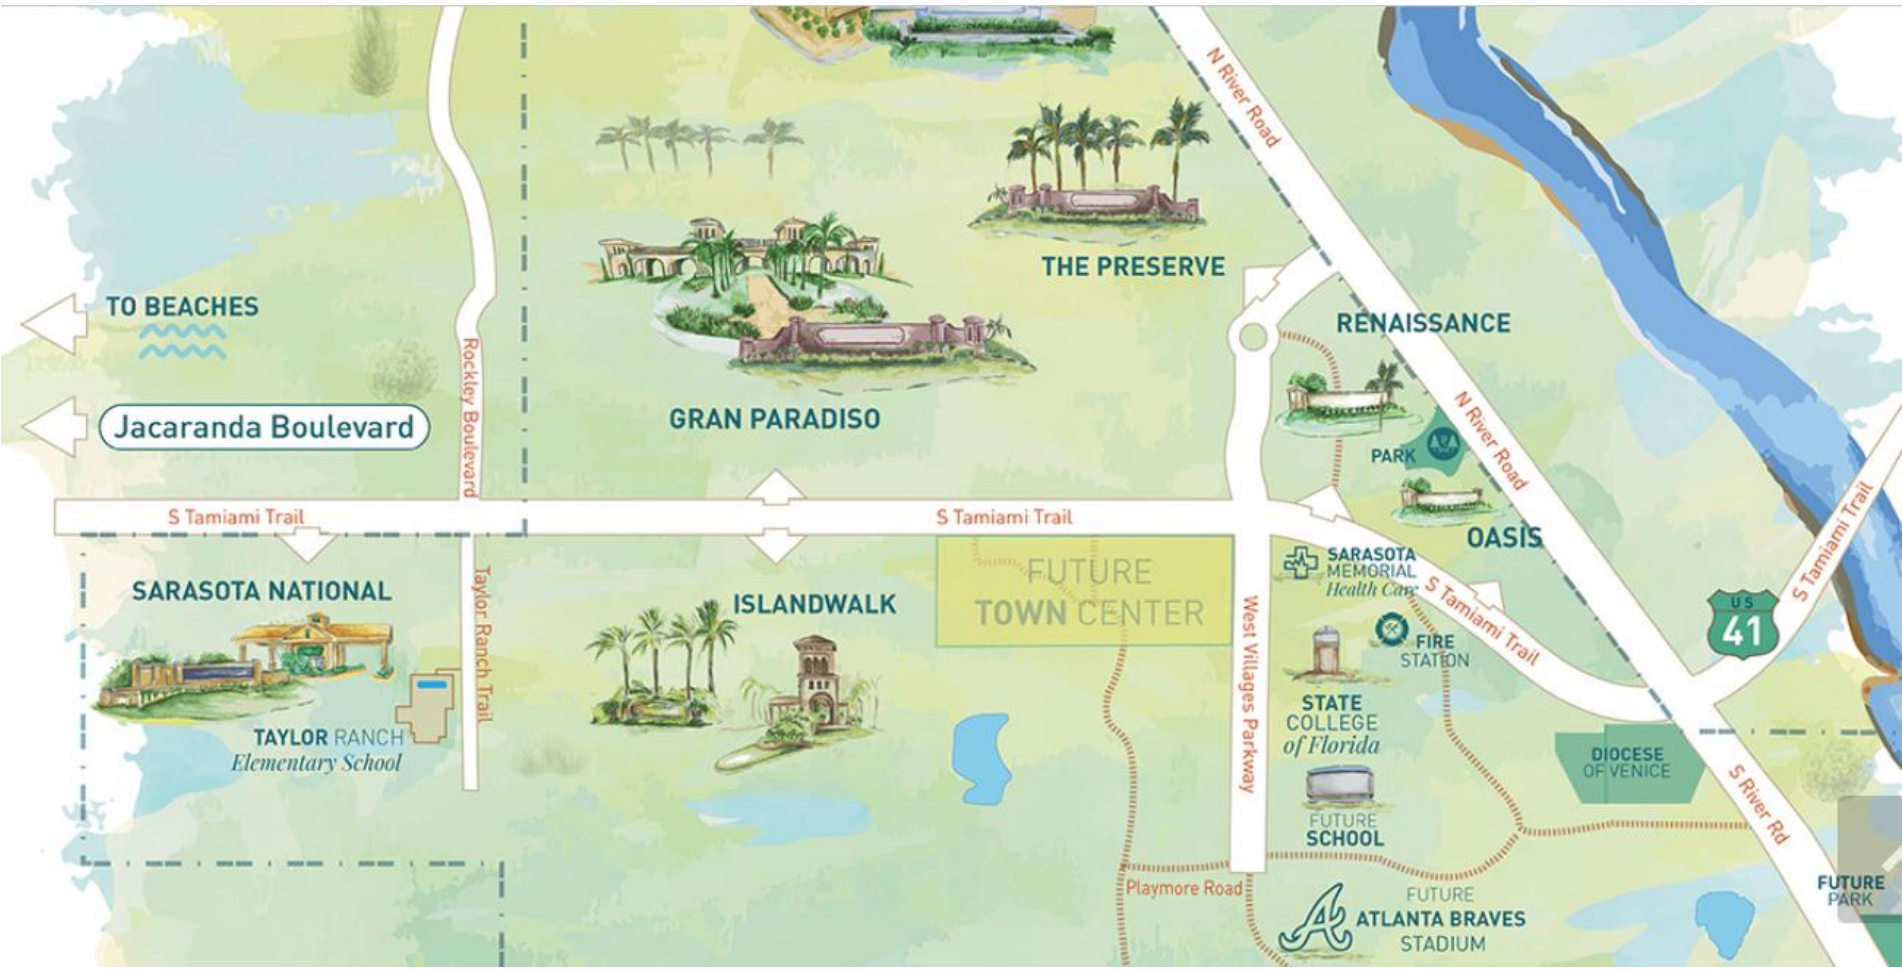 N River Road
THE PRESERVE
TO BEACHES
RENAISSANCE
Rockley Boulevard
Jacaranda Boulevard
GRAN PARADISO
N River Road
PARK
S Tamiami Trail
S Tamiami Trail
OASIS
S Tamiami Trail
SARASOTA
MEMORIAL
Health Care
SARASOTA NATIONAL
Taylor Ranch Trail
ISLANDWALK
FUTURE
TOWN CENTER
West Villages Parkway
S Tamiami Trail
US
41
FIRE
STATION
STATE
COLLEGE
of Florida
TAYLOR RANCH
Elementary School
DIOCESE
OF VENICE
S River Rd
FUTURE
SCHOOL
Playmore Road
FUTURE
ATLANTA BRAVES
STADIUM
FUTURE
PARK